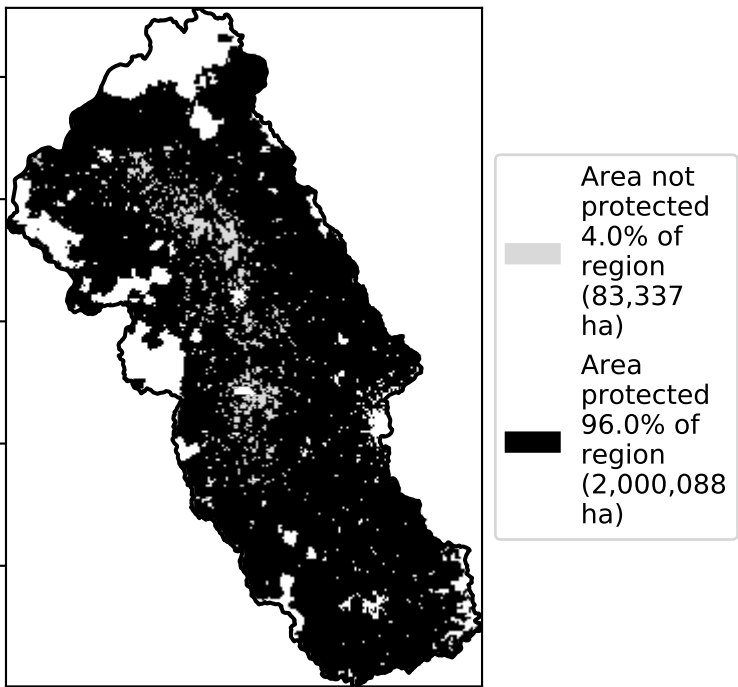 Area not
protected
4.0% of
region
(83,337
ha)
Area
protected
96.0% of
region
(2,000,088
ha)